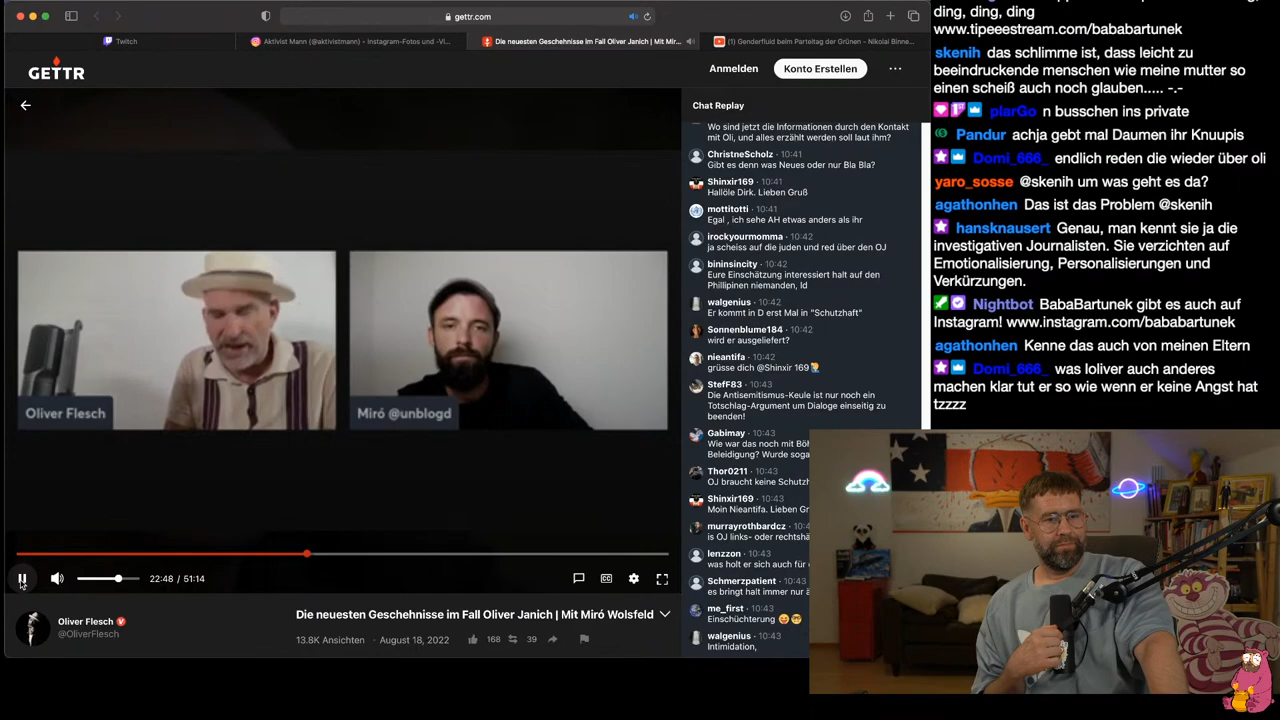 gettr.com
Twitch
Aktivist Mann (@aktivistmann) • Instagram-Fotos und -Vi...
Die neuesten Geschehnisse im Fall Oliver Janich | Mit Mir...
(1) Genderfluid beim Parteitag der Grünen - Nikolai Binne...
GETTR
Anmelden
Konto Erstellen
Chat Replay
Wo sind jetzt die Informationen durch den Kontakt
mit Oli, und alles erzählt werden soll laut ihm?
ChristneScholz · 10:41
Gibt es denn was Neues oder nur Bla Bla?
Shinxir169 · 10:41
Hallöle Dirk. Lieben Gruß
mottitotti · 10:41
Egal , ich sehe AH etwas anders als ihr
irockyourmomma · 10:42
ja scheiss auf die juden und red über den OJ
bininsincity · 10:42
Eure Einschätzung interessiert halt auf den
Phillipinen niemanden, ld
walgenius · 10:42
Er kommt in D erst Mal in "Schutzhaft"
Sonnenblume184 · 10:42
wird er ausgeliefert?
nieantifa · 10:42
grüsse dich @Shinxir 169
StefF83 · 10:43
Die Antisemitismus-Keule ist nur noch ein
Totschlag-Argument um Dialoge einseitig zu
beenden!
Gabimay · 10:43
Wie war das noch mit Böh
Beleidigung? Wurde soga
Thor0211 · 10:43
OJ braucht keine Schutzh
Shinxir169 · 10:43
Moin Nieantifa. Lieben Gr
murrayrothbardcz · 10:4
is OJ links- oder rechtshä
lenzzon · 10:43
was holt er sich auch für
Schmerzpatient · 10:43
es bringt halt immer nur ä
me_first · 10:43
Einschüchterung
walgenius · 10:43
Intimidation,
Oliver Flesch
Miró @unblogd
22:48 / 51:14
CC
Oliver Flesch
@OliverFlesch
Die neuesten Geschehnisse im Fall Oliver Janich | Mit Miró Wolsfeld
13.8K Ansichten · August 18, 2022
168
39
ding, ding, ding
www.tipeeestream.com/bababartunek
skenih das schlimme ist, dass leicht zu
beeindruckende menschen wie meine mutter so
einen scheiß auch noch glauben..... -.-
plarGo n busschen ins private
Pandur achja gebt mal Daumen ihr Knuupis
Domi_666_ endlich reden die wieder über oli
yaro_sosse @skenih um was geht es da?
agathonhen Das ist das Problem @skenih
hansknausert Genau, man kennt sie ja die
investigativen Journalisten. Sie verzichten auf
Emotionalisierung, Personalisierungen und
Verkürzungen.
Nightbot BabaBartunek gibt es auch auf
Instagram! www.instagram.com/bababartunek
agathonhen Kenne das auch von meinen Eltern
Domi_666_ was loliver auch anderes
machen klar tut er so wie wenn er keine Angst hat
tzzzz